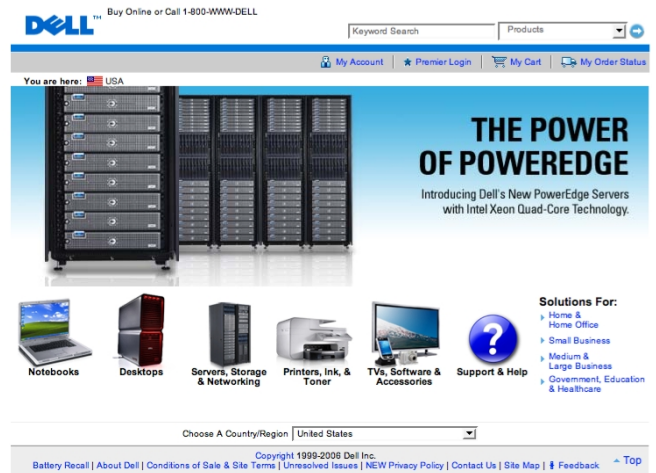 DELL™
Buy Online or Call 1-800-WWW-DELL
Keyword Search
Products
My Account | Premier Login | My Cart | My Order Status
You are here: USA
THE POWER
OF POWEREDGE
Introducing Dell's New PowerEdge Servers
with Intel Xeon Quad-Core Technology.
Notebooks
Desktops
Servers, Storage
& Networking
Printers, Ink, &
Toner
TVs, Software &
Accessories
?
Support & Help
Solutions For:
Home &
Home Office
Small Business
Medium &
Large Business
Government, Education
& Healthcare
Choose A Country/Region United States
Copyright 1999-2006 Dell Inc.
Battery Recall | About Dell | Conditions of Sale & Site Terms | Unresolved Issues | NEW Privacy Policy | Contact Us | Site Map | Feedback
Top